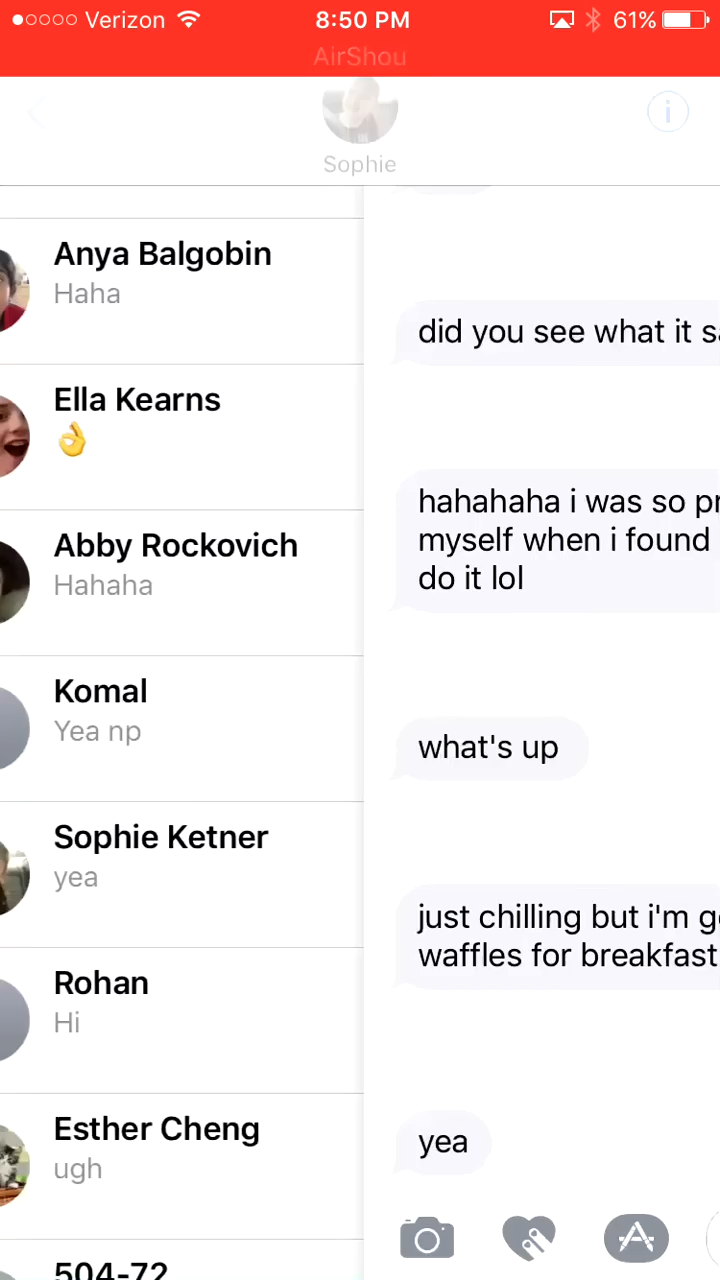 Verizon 8:50 PM 61%
AirShou
Sophie
Anya Balgobin
Haha
Ella Kearns
👌
Abby Rockovich
Hahaha
Komal
Yea np
Sophie Ketner
yea
Rohan
Hi
Esther Cheng
ugh
504-72
did you see what it
hahahaha i was so
myself when i found
do it lol
what's up
just chilling but i'm
waffles for breakfast
yea